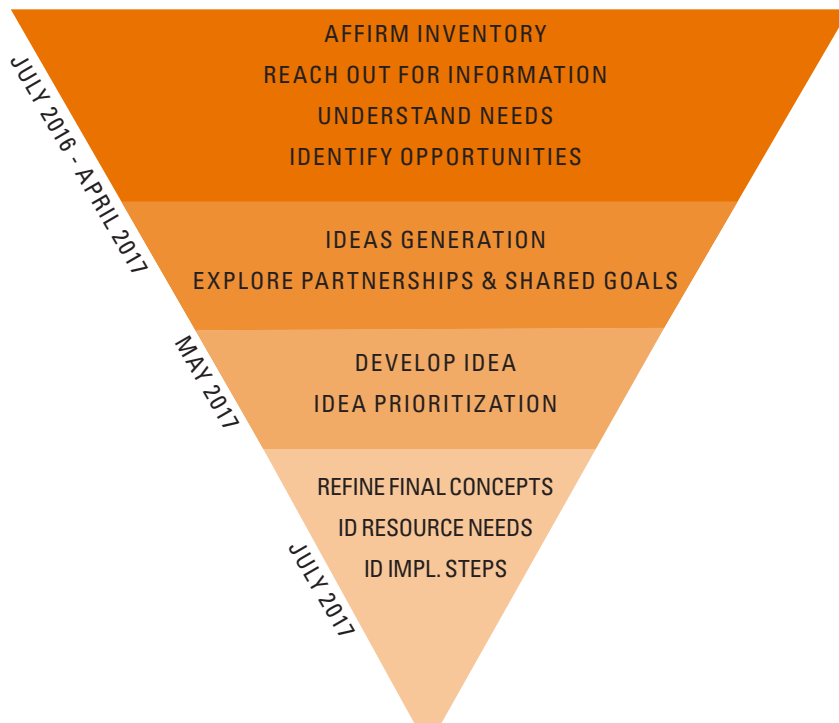 AFFIRM INVENTORY
REACH OUT FOR INFORMATION
UNDERSTAND NEEDS
IDENTIFY OPPORTUNITIES
JULY 2016 - APRIL 2017
IDEAS GENERATION
EXPLORE PARTNERSHIPS & SHARED GOALS
MAY 2017
DEVELOP IDEA
IDEA PRIORITIZATION
JULY 2017
REFINE FINAL CONCEPTS
ID RESOURCE NEEDS
ID IMPL. STEPS